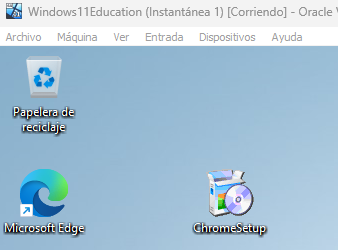 Windows11Education (Instantánea 1) [Corriendo] - Oracle
Archivo Máquina Ver Entrada Dispositivos Ayuda
Papelera de
reciclaje
Microsoft Edge
ChromeSetup